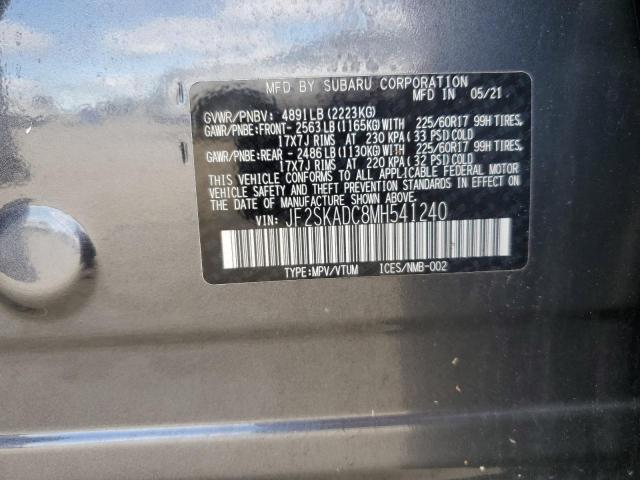 MFD BY SUBARU CORPORATION
MFD IN 05/21
GVWR/PNBV: 4891LB (2223KG)
GAWR/PNBE:FRONT- 2563LB(1165KG)WITH 225/60R17 99H TIRES,
17X7J RIMS AT 230 KPA( 33 PSI)COLD
GAWR/PNBE:REAR - 2486LB(1130KG)WITH 225/60R17 99H TIRES,
17X7J RIMS AT 220 KPA( 32 PSI)COLD
THIS VEHICLE CONFORMS TO ALL APPLICABLE FEDERAL MOTOR
VEHICLE SAFETY AND THEFT PREVENTION STANDARDS IN EFFECT ON
THE DATE OF MANUFACTURE SHOWN ABOVE.
VIN: JF2SKADC8MH541240
TYPE:MPV/VTUM ICES/NMB-002